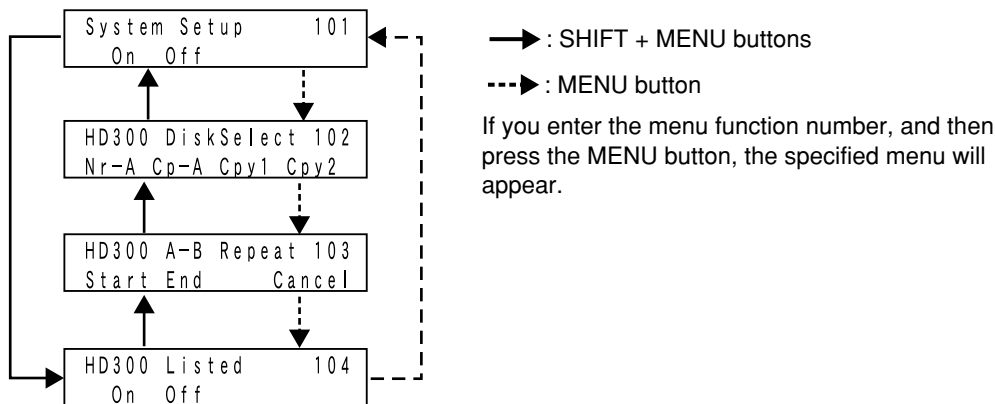 System Setup 101
On Off
HD300 DiskSelect 102
Nr-A Cp-A Cpy1 Cpy2
HD300 A-B Repeat 103
Start End Cancel
HD300 Listed 104
On Off
: SHIFT + MENU buttons
: MENU button
If you enter the menu function number, and then
press the MENU button, the specified menu will
appear.